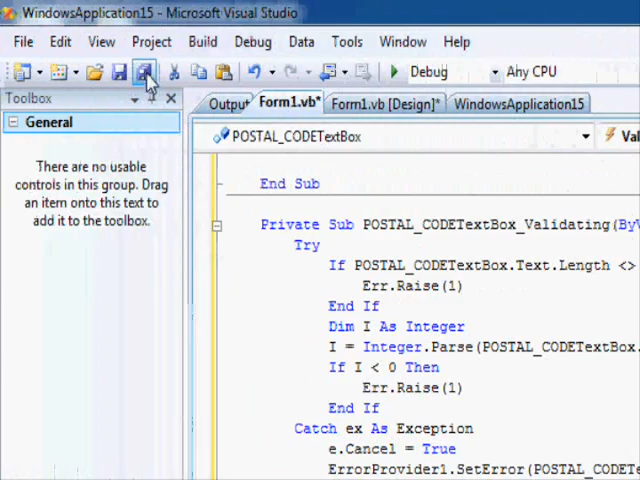 WindowsApplication15 - Microsoft Visual Studio
File Edit View Project Build Debug Data Tools Window Help
Debug Any CPU
Toolbox
Output Form1.vb* Form1.vb [Design]* WindowsApplication15
General
POSTAL_CODETextBox Val
There are no usable
controls in this group. Drag
an item onto this text to
add it to the toolbox.
End Sub
Private Sub POSTAL_CODETextBox_Validating(ByV
Try
If POSTAL_CODETextBox.Text.Length <>
Err.Raise(1)
End If
Dim I As Integer
I = Integer.Parse(POSTAL_CODETextBox.
If I < 0 Then
Err.Raise(1)
End If
Catch ex As Exception
e.Cancel = True
ErrorProvider1.SetError(POSTAL_CODETe